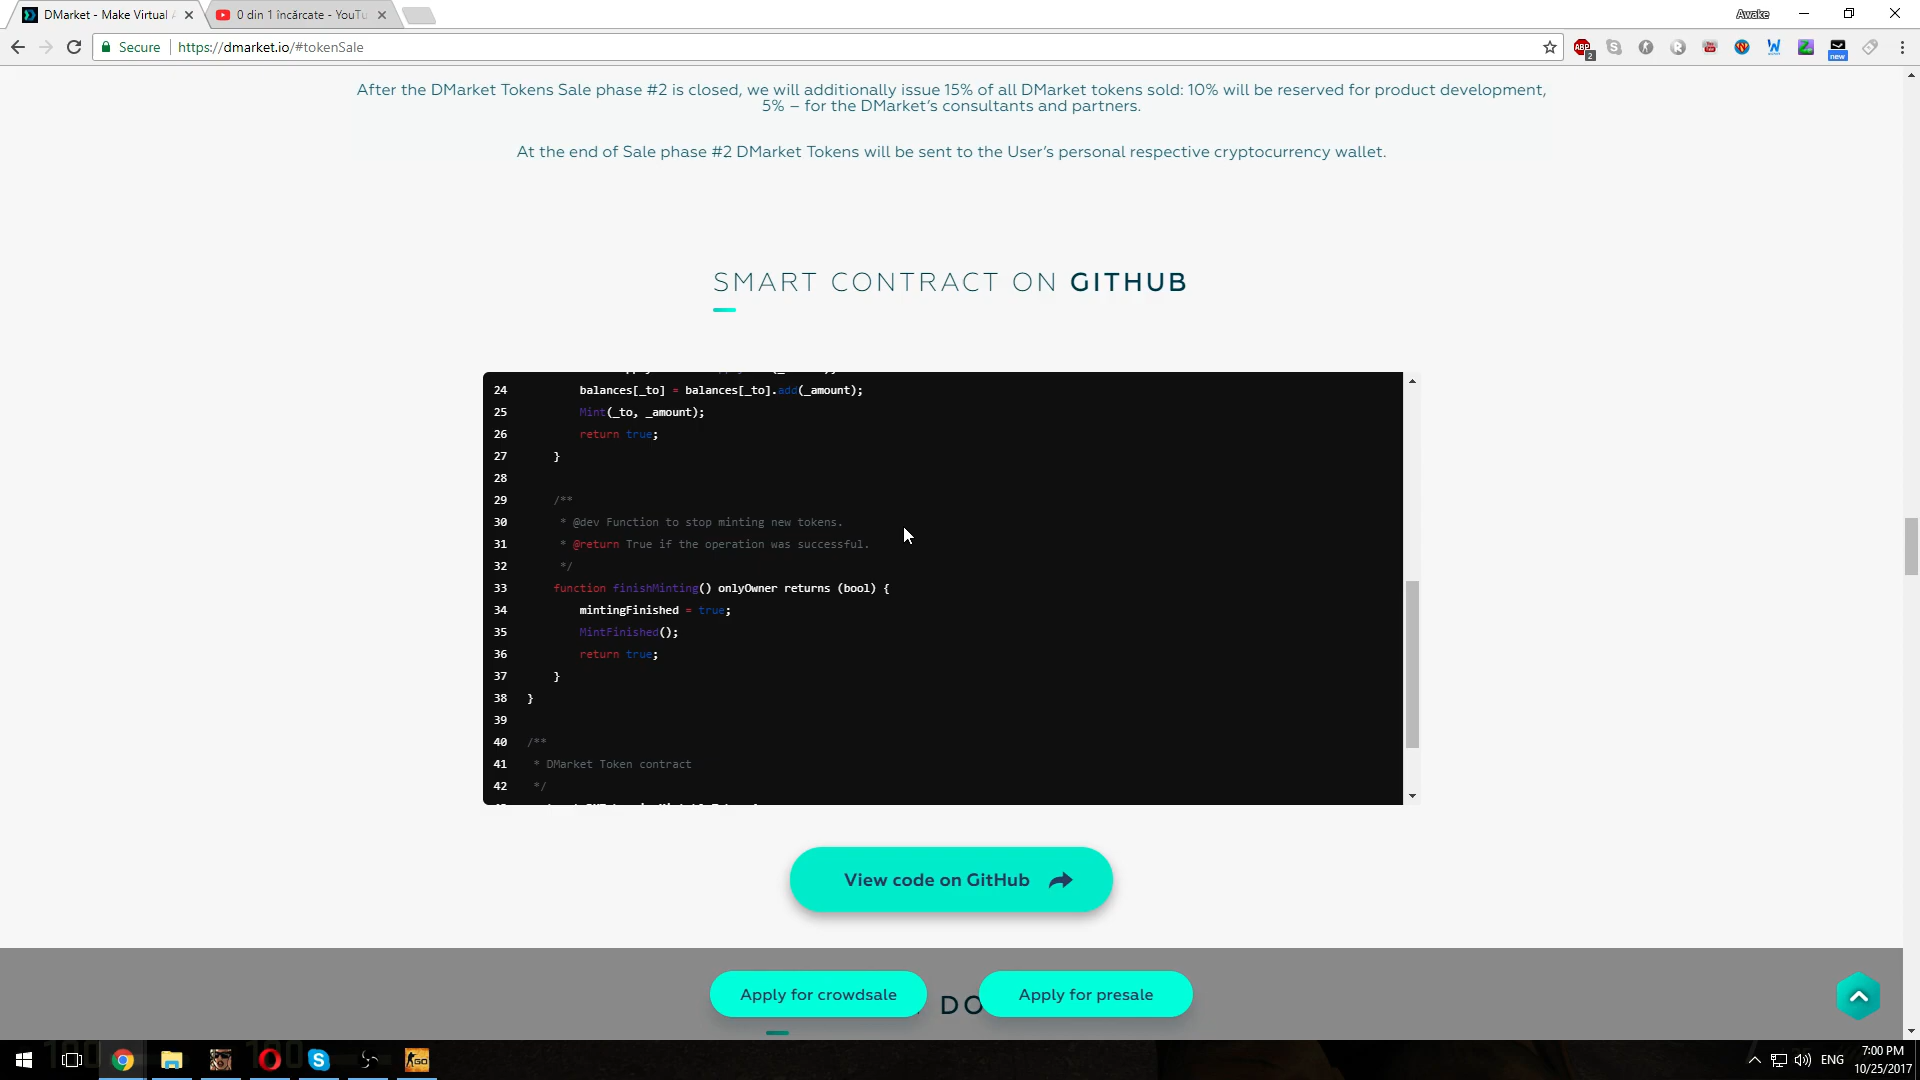 DMarket - Make Virtual
0 din 1 încărcate - YouTu
Awake
Secure
https://dmarket.io/#tokenSale
ABP
2
new
After the DMarket Tokens Sale phase #2 is closed, we will additionally issue 15% of all DMarket tokens sold: 10% will be reserved for product development,
5% – for the DMarket’s consultants and partners.
At the end of Sale phase #2 DMarket Tokens will be sent to the User’s personal respective cryptocurrency wallet.
SMART CONTRACT ON GITHUB
24 balances[_to] = balances[_to].add(_amount);
25 Mint(_to, _amount);
26 return true;
27 }
28
29 /**
30 * @dev Function to stop minting new tokens.
31 * @return True if the operation was successful.
32 */
33 function finishMinting() onlyOwner returns (bool) {
34 mintingFinished = true;
35 MintFinished();
36 return true;
37 }
38 }
39
40 /**
41 * DMarket Token contract
42 */
View code on GitHub
Apply for crowdsale
DO
Apply for presale
GO
ENG
7:00 PM
10/25/2017